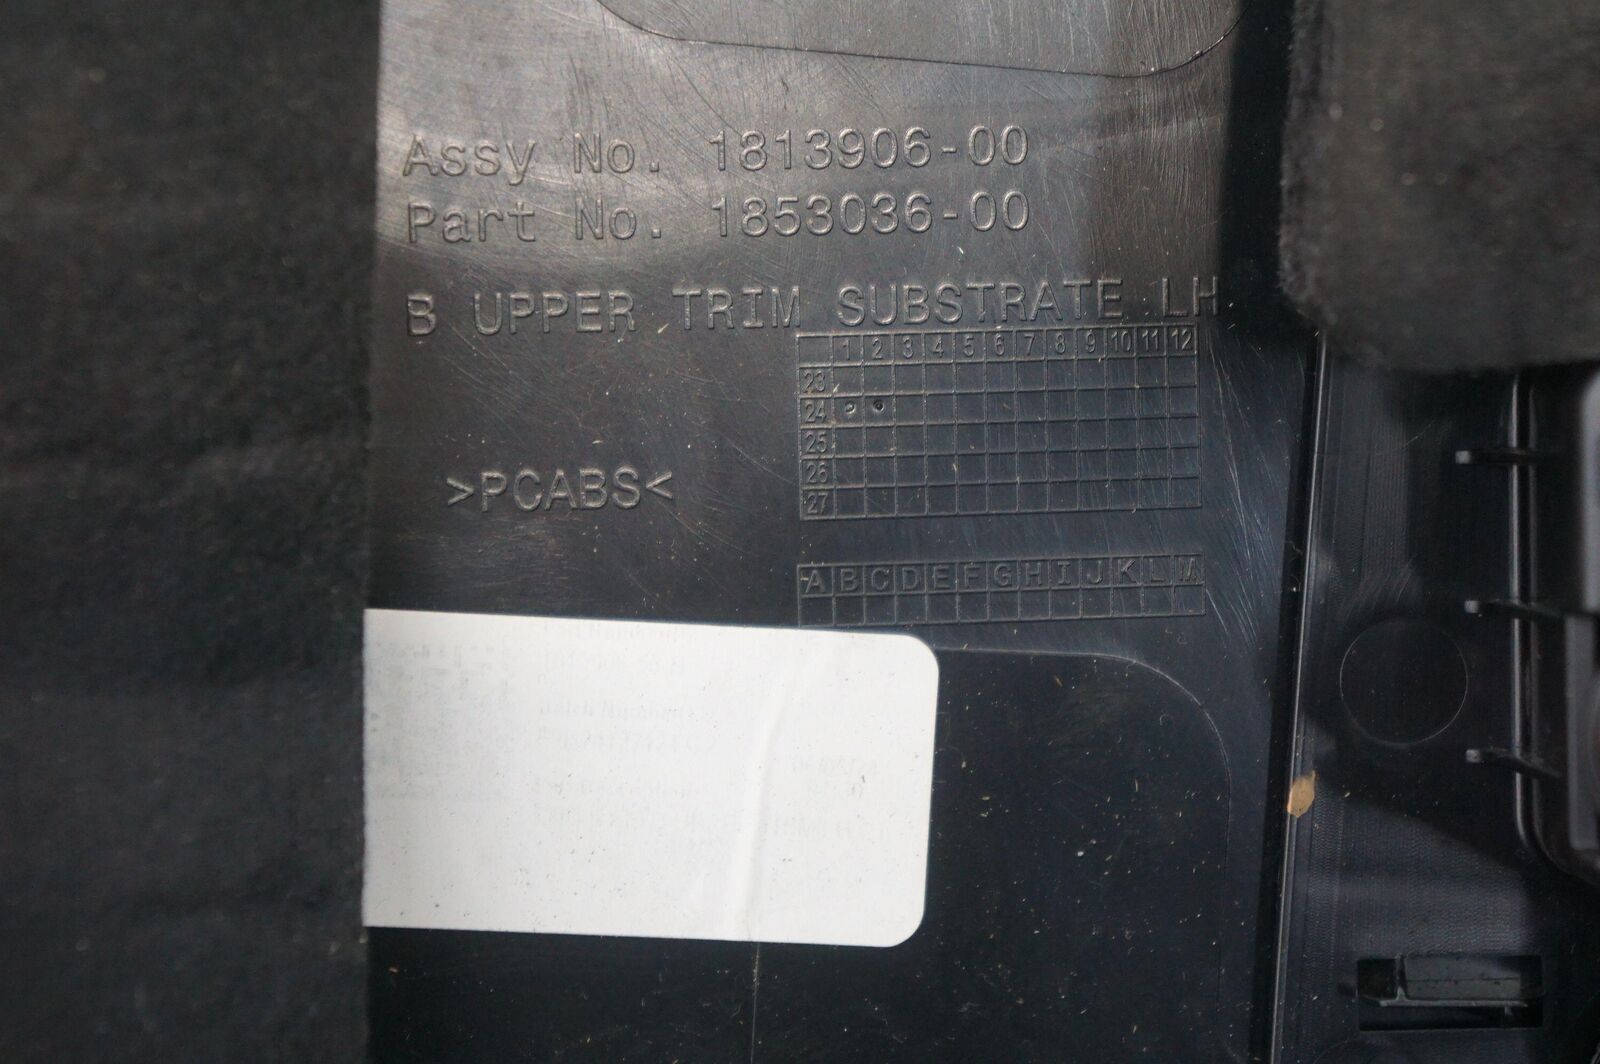 Assy No. 1813906-00
Part No. 1853036-00
B UPPER TRIM SUBSTRATE LH
1 2 3 4 5 6 7 8 9 10 11 12
23
24
25
26
27
>PCABS<
A B C D E F G H I J K L M